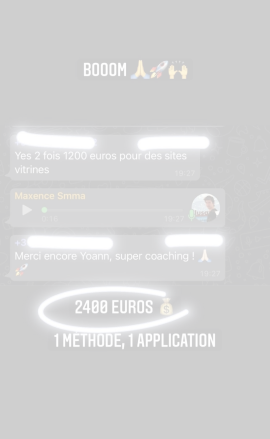 BOOOM 🙏🚀🙌
Yes 2 fois 1200 euros pour des sites
vitrines
Maxence Smma
Merci encore Yoann, super coaching ! 🙏
🚀
2400 EUROS 💰
1 MÉTHODE, 1 APPLICATION